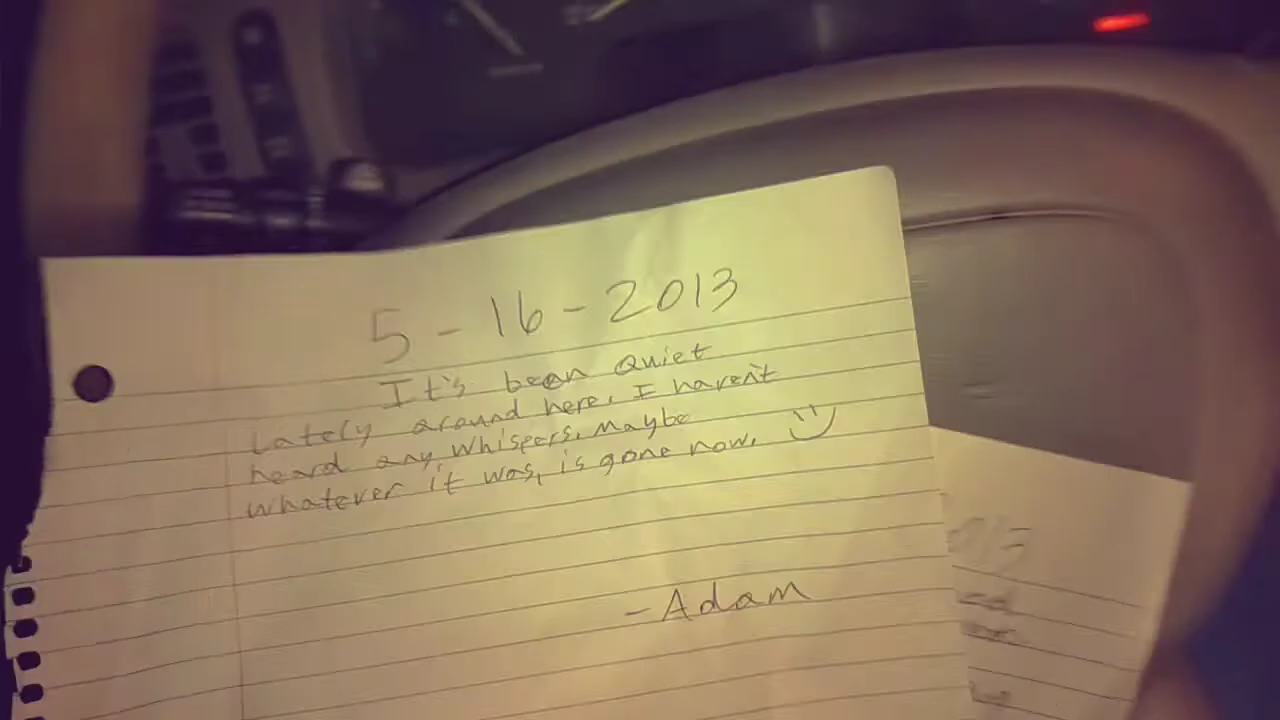 5-16-2013
It's been quiet
Lately around here. I haven't
heard any whispers. Maybe
whatever it was, is gone now. :)
-Adam